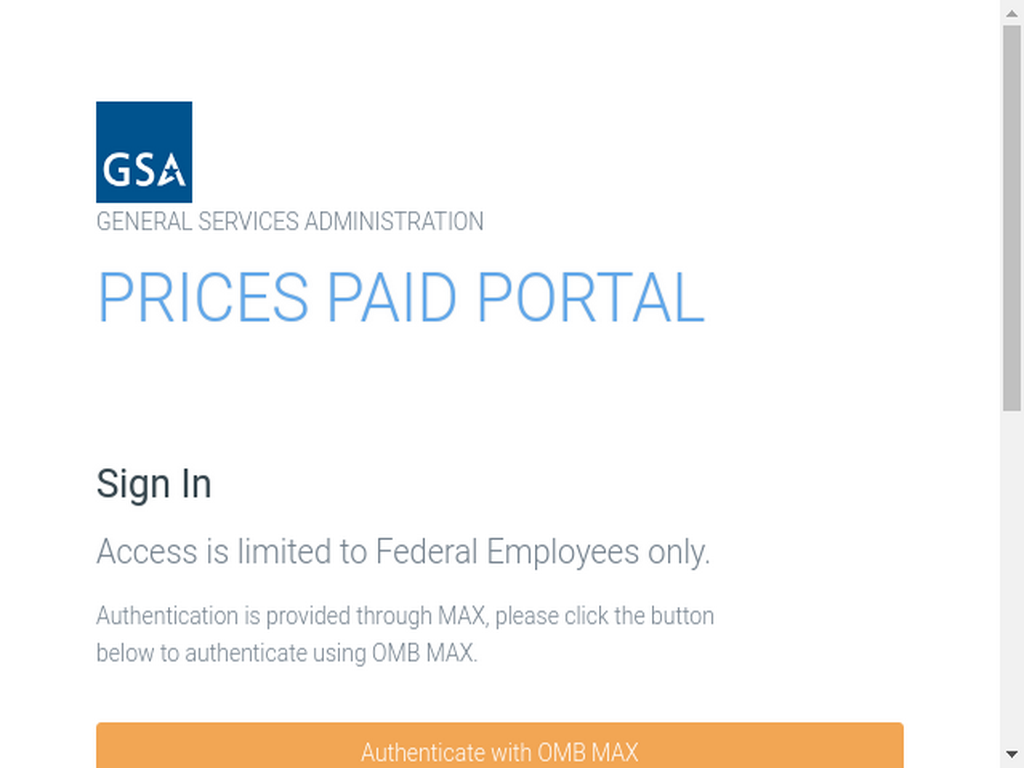 GSA
GENERAL SERVICES ADMINISTRATION
PRICES PAID PORTAL
Sign In
Access is limited to Federal Employees only.
Authentication is provided through MAX, please click the button
below to authenticate using OMB MAX.
Authenticate with OMB MAX